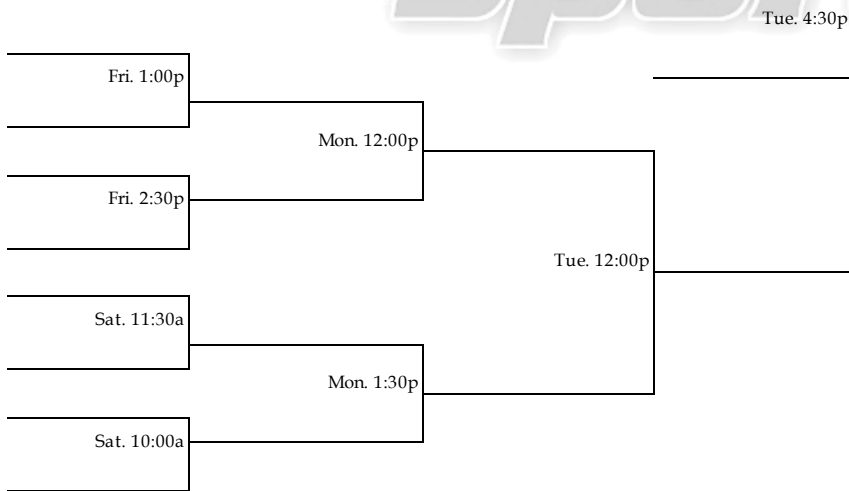 Tue. 4:30p
Fri. 1:00p
Mon. 12:00p
Fri. 2:30p
Tue. 12:00p
Sat. 11:30a
Mon. 1:30p
Sat. 10:00a